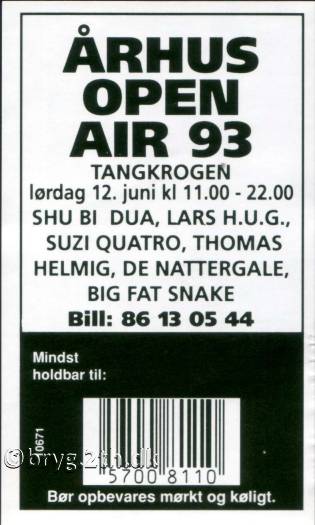 ÅRHUS
OPEN
AIR 93
TANGKROGEN
lørdag 12. juni kl 11.00 - 22.00
SHU BI DUA, LARS H.U.G.,
SUZI QUATRO, THOMAS
HELMIG, DE NATTERGALE,
BIG FAT SNAKE
Bill: 86 13 05 44
Mindst
holdbar til:
10671
©bryg2th.dk
5700 8110
Bør opbevares mørkt og køligt.